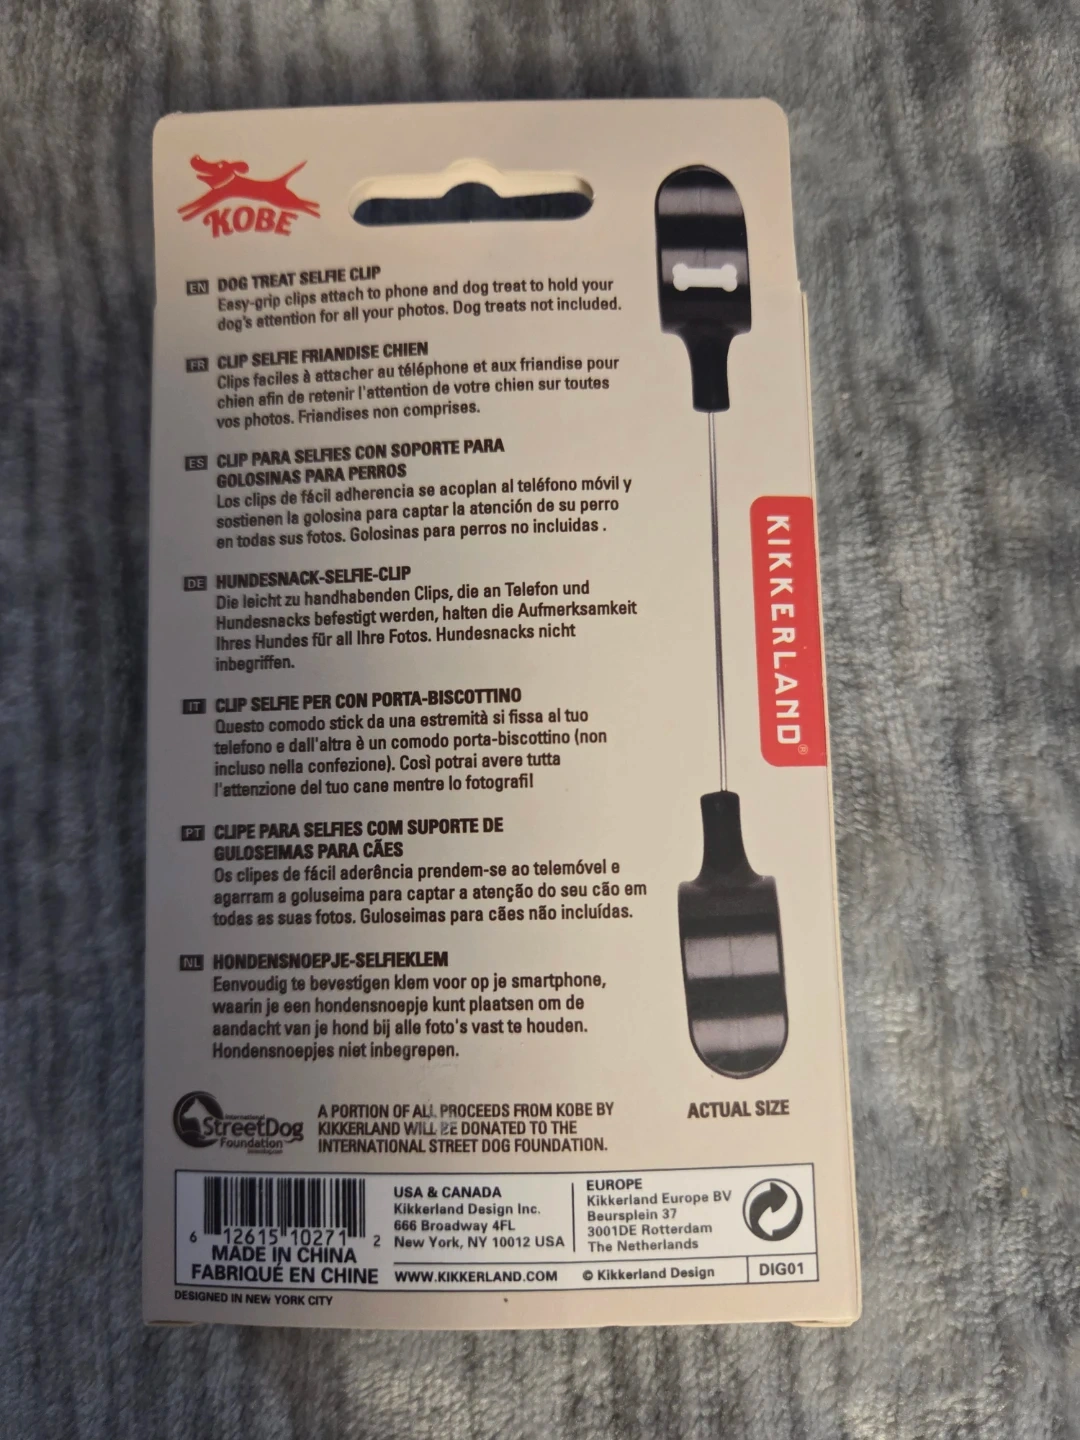 KOBE
EN DOG TREAT SELFIE CLIP
Easy-grip clips attach to phone and dog treat to hold your
dog's attention for all your photos. Dog treats not included.
FR CLIP SELFIE FRIANDISE CHIEN
Clips faciles à attacher au téléphone et aux friandise pour
chien afin de retenir l'attention de votre chien sur toutes
vos photos. Friandises non comprises.
ES CLIP PARA SELFIES CON SOPORTE PARA
GOLOSINAS PARA PERROS
Los clips de fácil adherencia se acoplan al teléfono móvil y
sostienen la golosina para captar la atención de su perro
en todas sus fotos. Golosinas para perros no incluidas .
DE HUNDESNACK-SELFIE-CLIP
Die leicht zu handhabenden Clips, die an Telefon und
Hundesnacks befestigt werden, halten die Aufmerksamkeit
Ihres Hundes für all Ihre Fotos. Hundesnacks nicht
inbegriffen.
IT CLIP SELFIE PER CON PORTA-BISCOTTINO
Questo comodo stick da una estremità si fissa al tuo
telefono e dall'altra è un comodo porta-biscottino (non
incluso nella confezione). Così potrai avere tutta
l'attenzione del tuo cane mentre lo fotografi!
PT CLIPE PARA SELFIES COM SUPORTE DE
GULOSEIMAS PARA CÃES
Os clipes de fácil aderência prendem-se ao telemóvel e
agarram a goluseima para captar a atenção do seu cão em
todas as suas fotos. Guloseimas para cães não incluídas.
NL HONDENSNOEPJE-SELFIEKLEM
Eenvoudig te bevestigen klem voor op je smartphone,
waarin je een hondensnoepje kunt plaatsen om de
aandacht van je hond bij alle foto's vast te houden.
Hondensnoepjes niet inbegrepen.
KIKKERLAND®
ACTUAL SIZE
International
StreetDog
Foundation
A PORTION OF ALL PROCEEDS FROM KOBE BY
KIKKERLAND WILL BE DONATED TO THE
INTERNATIONAL STREET DOG FOUNDATION.
6 12615 10271 2
MADE IN CHINA
FABRIQUÉ EN CHINE
USA & CANADA
Kikkerland Design Inc.
666 Broadway 4FL
New York, NY 10012 USA
EUROPE
Kikkerland Europe BV
Beursplein 37
3001DE Rotterdam
The Netherlands
WWW.KIKKERLAND.COM
© Kikkerland Design
DIG01
DESIGNED IN NEW YORK CITY